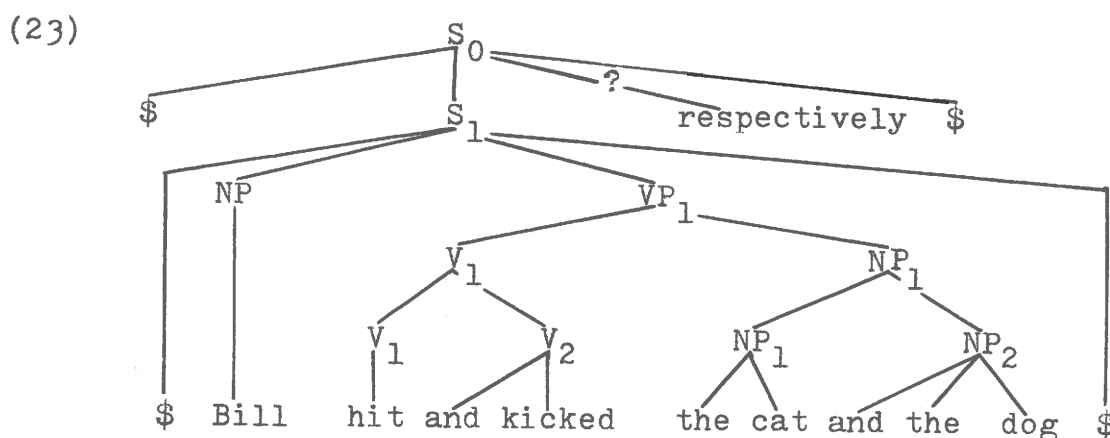 (23)
S0
?
$ respectively $
S1
NP VP1
V1 NP1
V1 V2 NP1 NP2
$ Bill hit and kicked the cat and the dog $